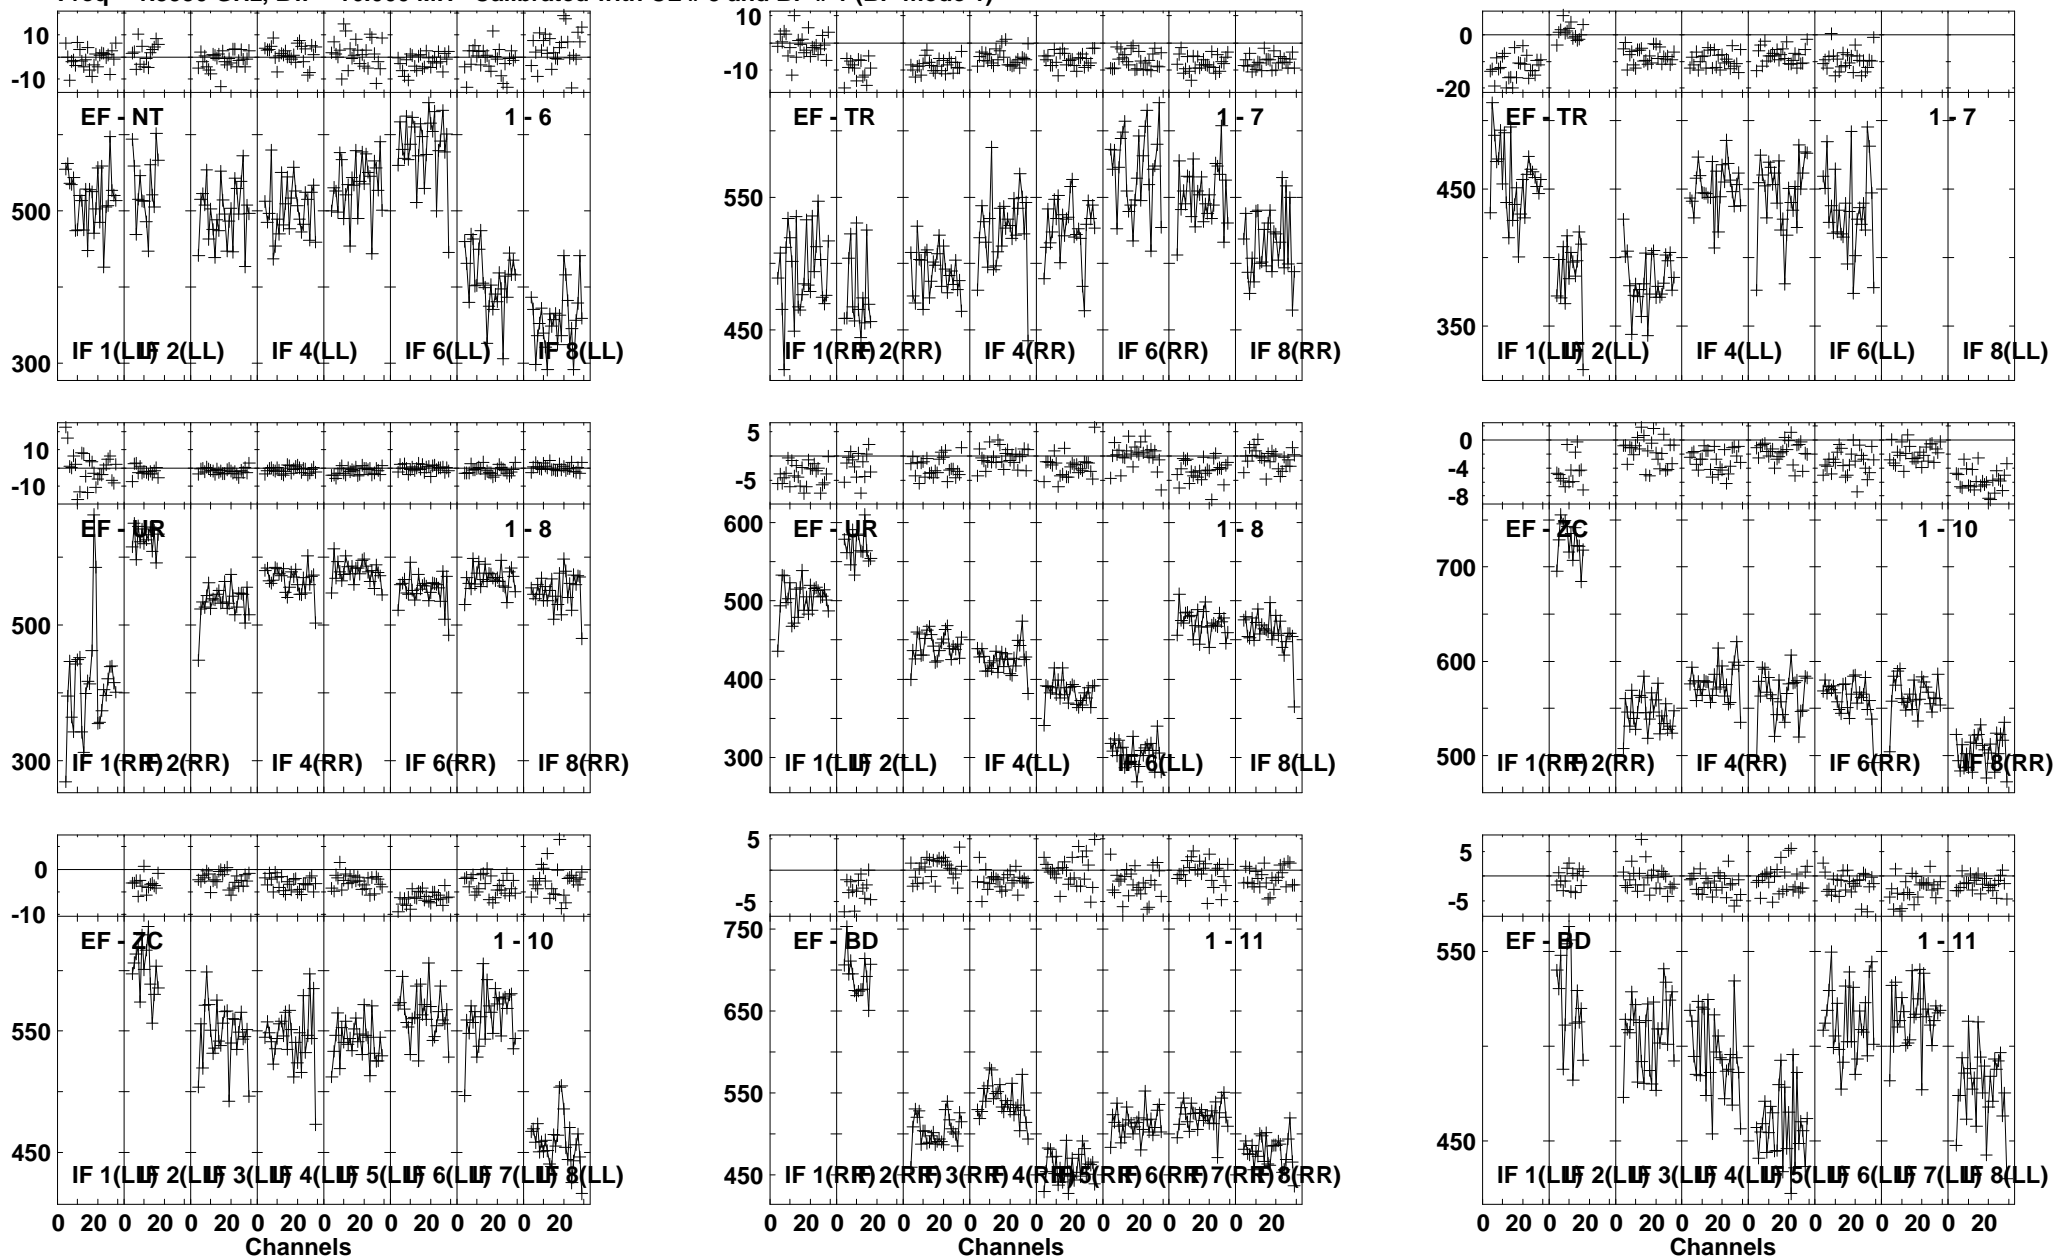 10
-10
EF - NT
1 - 6
500
300
IF 1(LL) IF 2(LL) IF 4(LL) IF 6(LL) IF 8(LL)
10
-10
EF - TR
1 - 7
550
450
IF 1(RR) IF 2(RR) IF 4(RR) IF 6(RR) IF 8(RR)
0
-20
EF - TR
1 - 7
450
350
IF 1(LL) IF 2(LL) IF 4(LL) IF 6(LL) IF 8(LL)
10
-10
EF - UR
1 - 8
500
300
IF 1(RR) IF 2(RR) IF 4(RR) IF 6(RR) IF 8(RR)
5
-5
EF - UR
1 - 8
600
500
400
300
IF 1(LL) IF 2(LL) IF 4(LL) IF 6(LL) IF 8(LL)
0
-4
-8
EF - ZC
1 - 10
700
600
500
IF 1(RR) IF 2(RR) IF 4(RR) IF 6(RR) IF 8(RR)
0
-10
EF - ZC
1 - 10
550
450
IF 1(LL) IF 2(LL) IF 3(LL) IF 4(LL) IF 5(LL) IF 6(LL) IF 7(LL) IF 8(LL)
0 20 0 20 0 20 0 20 0 20 0 20 0 20 0 20
Channels
5
-5
EF - BD
1 - 11
750
650
550
450
IF 1(RR) IF 2(RR) IF 3(RR) IF 4(RR) IF 5(RR) IF 6(RR) IF 7(RR) IF 8(RR)
0 20 0 20 0 20 0 20 0 20 0 20 0 20 0 20
Channels
5
-5
EF - BD
1 - 11
550
450
IF 1(LL) IF 2(LL) IF 3(LL) IF 4(LL) IF 5(LL) IF 6(LL) IF 7(LL) IF 8(LL)
0 20 0 20 0 20 0 20 0 20 0 20 0 20 0 20
Channels